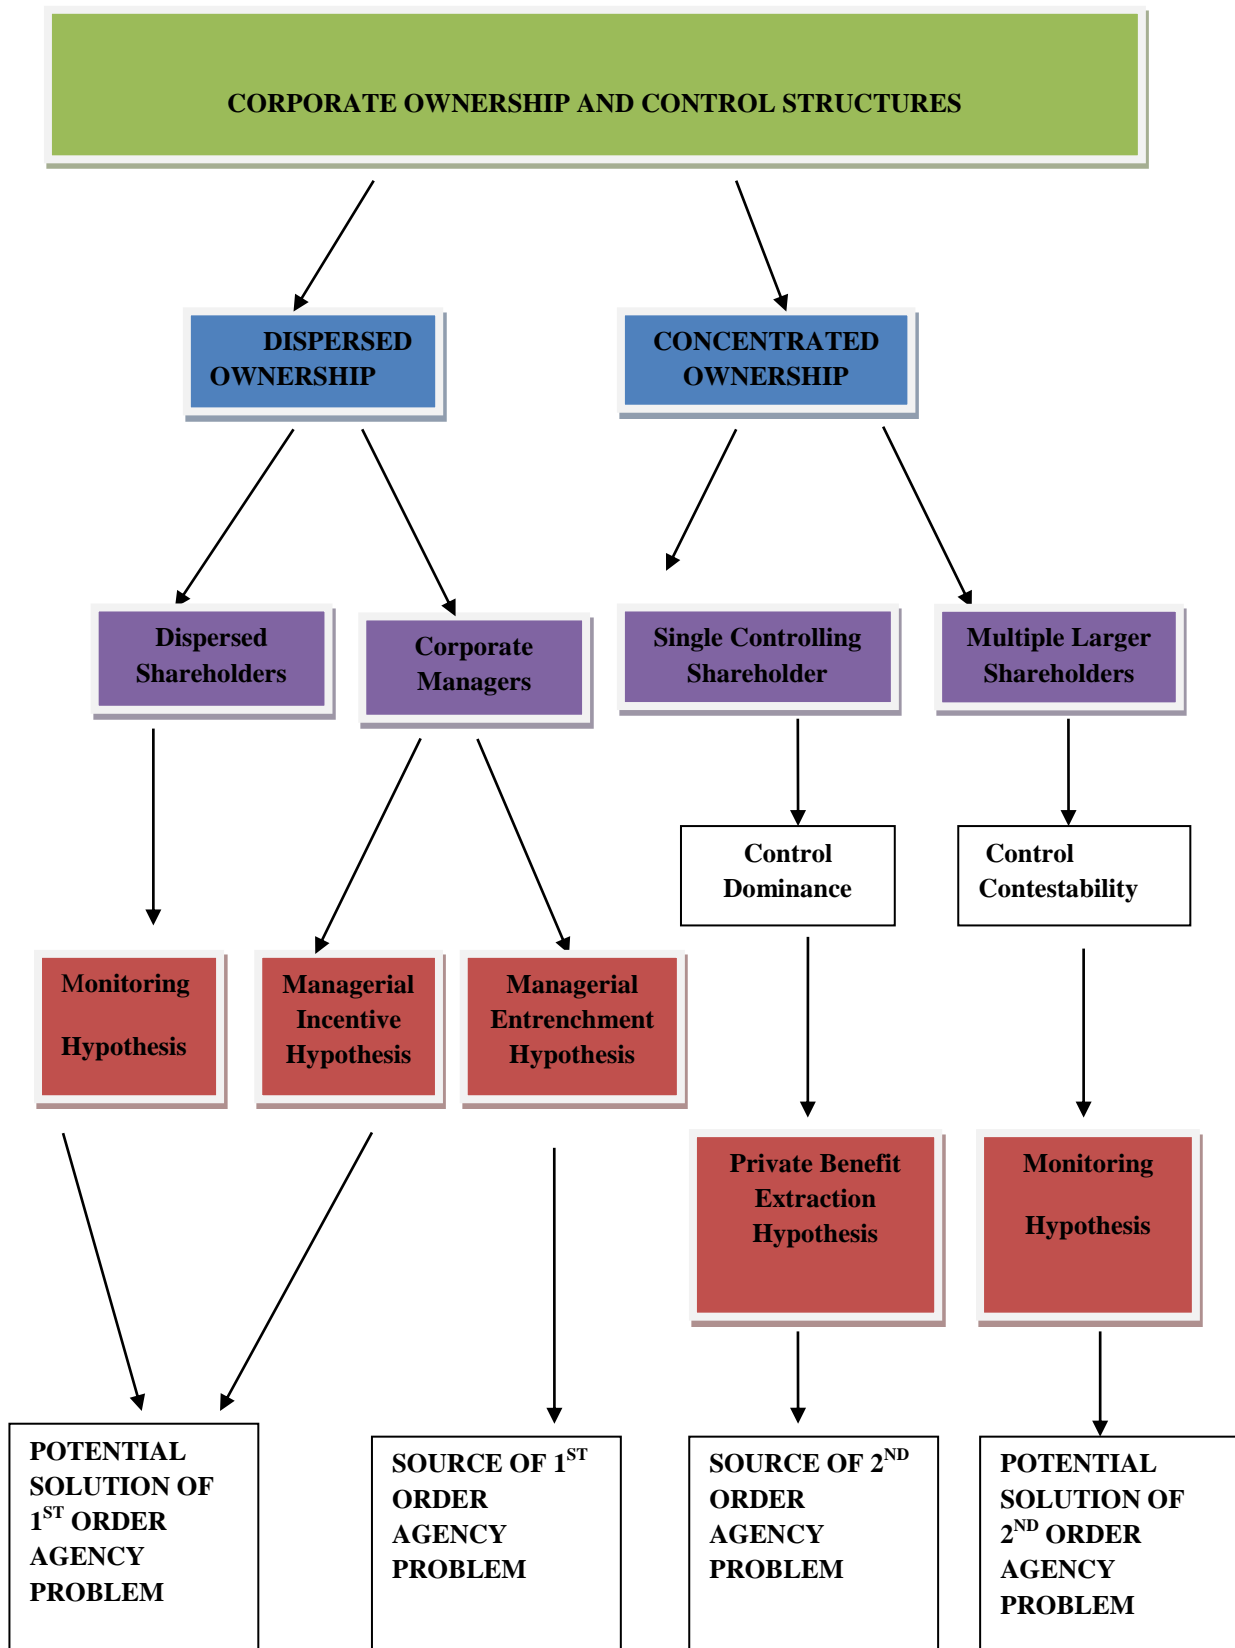 CORPORATE OWNERSHIP AND CONTROL STRUCTURES
DISPERSED
OWNERSHIP
CONCENTRATED
OWNERSHIP
Dispersed
Shareholders
Corporate
Managers
Single Controlling
Shareholder
Multiple Larger
Shareholders
Control
Dominance
Control
Contestability
Monitoring
Hypothesis
Managerial
Incentive
Hypothesis
Managerial
Entrenchment
Hypothesis
Private Benefit
Extraction
Hypothesis
Monitoring
Hypothesis
POTENTIAL
SOLUTION OF
1ST ORDER
AGENCY
PROBLEM
SOURCE OF 1ST
ORDER
AGENCY
PROBLEM
SOURCE OF 2ND
ORDER
AGENCY
PROBLEM
POTENTIAL
SOLUTION OF
2ND ORDER
AGENCY
PROBLEM